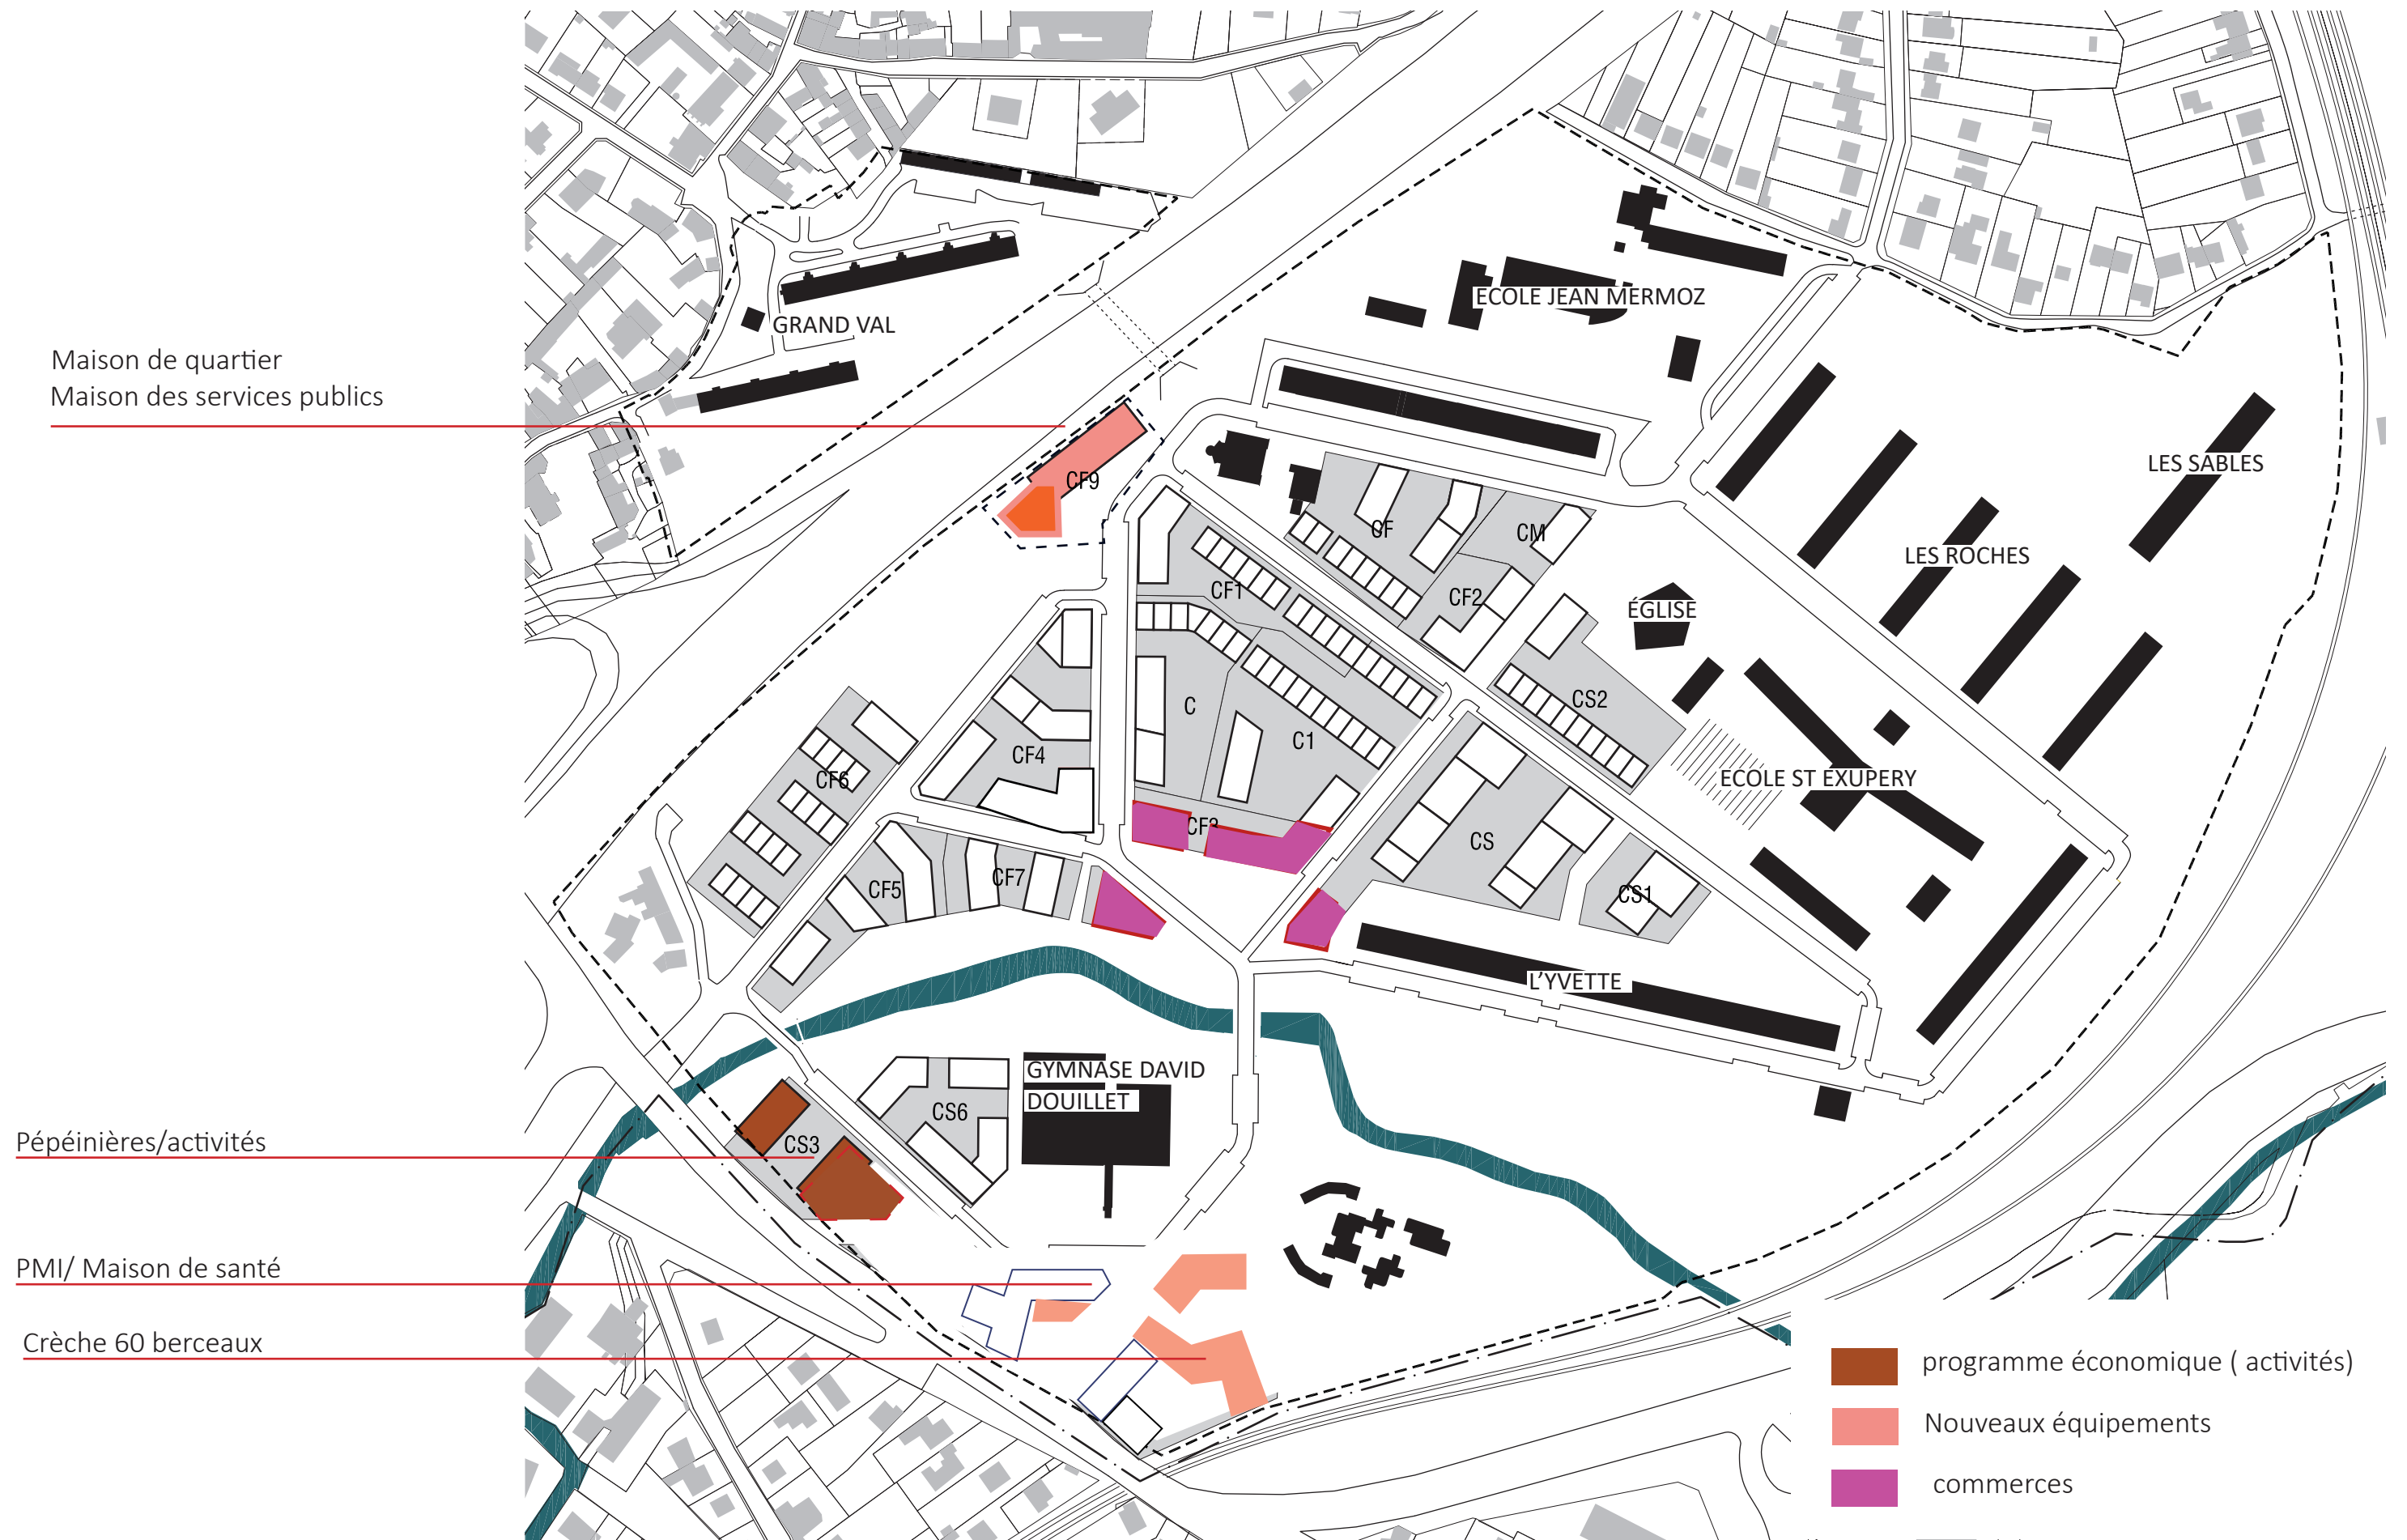 ECOLE JEAN MERMOZ
GRAND VAL
Maison de quartier
Maison des services publics
LES SABLES
CF9
CF
CM
LES ROCHES
CF1
CF2
ÉGLISE
CS2
C
C1
CF4
CF6
ECOLE ST EXUPERY
CS
CF5
CF7
CS1
L'YVETTE
GYMNASE DAVID
DOUILLET
CS6
Pépéinières/activités
CS3
PMI/ Maison de santé
Crèche 60 berceaux
programme économique ( activités)
Nouveaux équipements
commerces